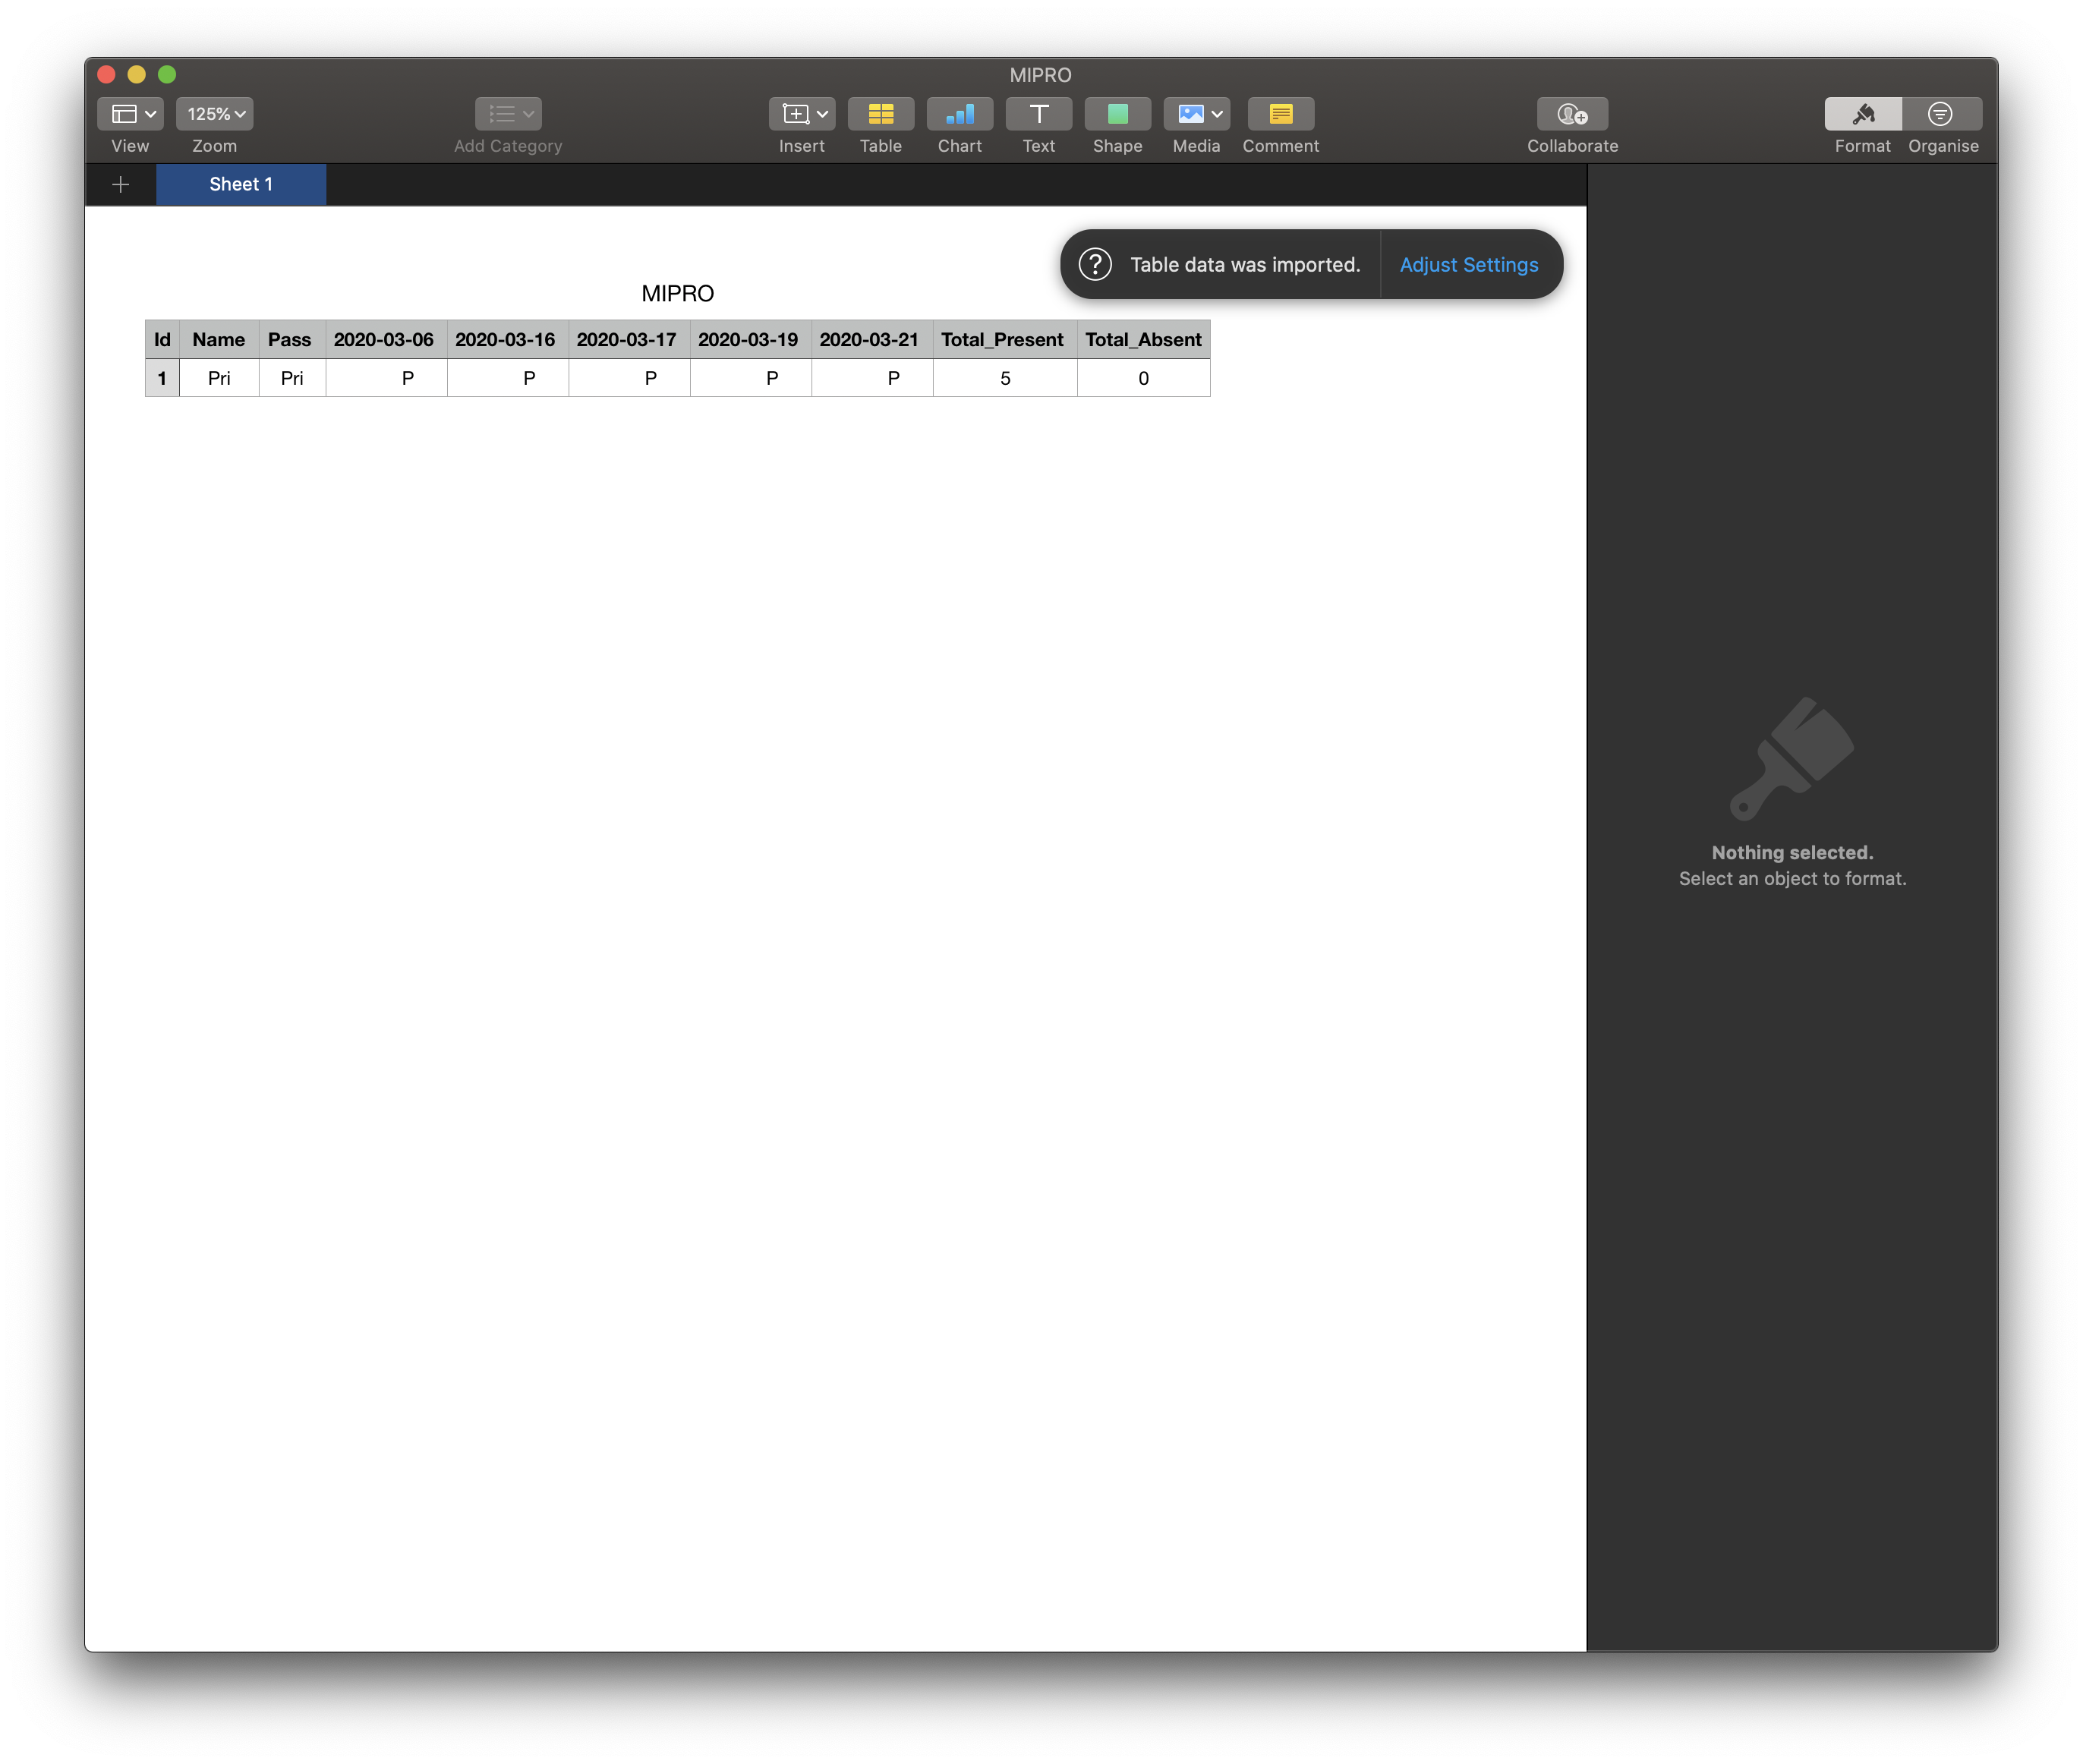 MIPRO
125%
View Zoom Add Category Insert Table Chart Text Shape Media Comment Collaborate Format Organise
Sheet 1
? Table data was imported. Adjust Settings
MIPRO
Id Name Pass 2020-03-06 2020-03-16 2020-03-17 2020-03-19 2020-03-21 Total_Present Total_Absent
1 Pri Pri P P P P P 5 0
Nothing selected.
Select an object to format.